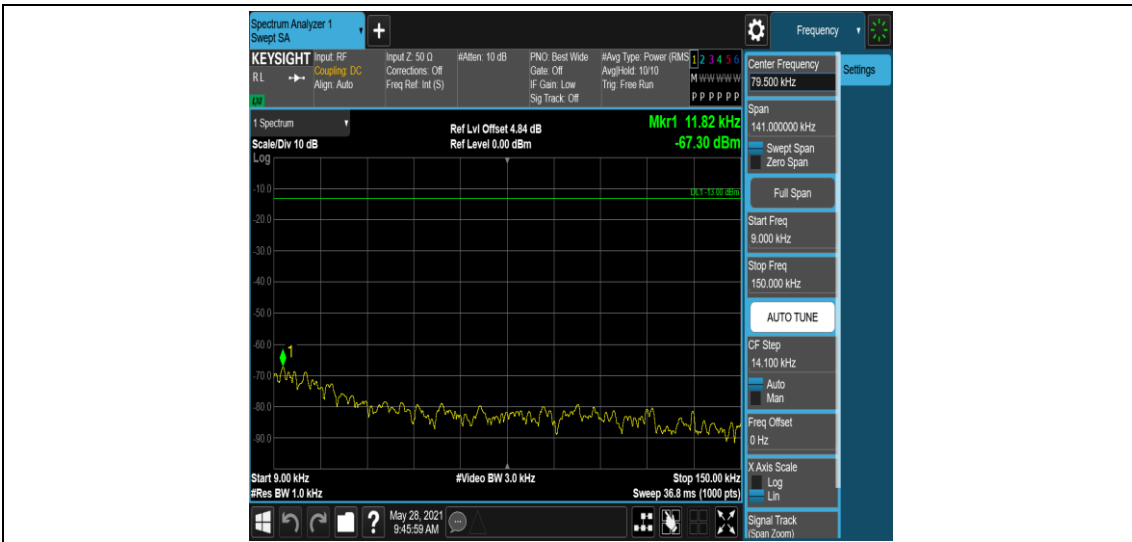 Spectrum Analyzer 1
Swept SA
+
Frequency
KEYSIGHT
RL
LXI
Input: RF
Coupling: DC
Align: Auto
Input Z: 50 Ω
Corrections: Off
Freq Ref: Int (S)
#Atten: 10 dB
PNO: Best Wide
Gate: Off
IF Gain: Low
Sig Track: Off
#Avg Type: Power (RMS
Avg|Hold: 10/10
Trig: Free Run
1 2 3 4 5 6
M W W W W W
P P P P P P
1 Spectrum
Scale/Div 10 dB
Log
Ref Lvl Offset 4.84 dB
Ref Level 0.00 dBm
Mkr1 11.82 kHz
-67.30 dBm
DL1 -13.00 dBm
-10.0
-20.0
-30.0
-40.0
-50.0
-60.0
1
-70.0
-80.0
-90.0
Start 9.00 kHz
#Video BW 3.0 kHz
Stop 150.00 kHz
#Res BW 1.0 kHz
Sweep 36.8 ms (1000 pts)
?
May 28, 2021
9:45:59 AM
Center Frequency
79.500 kHz
Settings
Span
141.000000 kHz
Swept Span
Zero Span
Full Span
Start Freq
9.000 kHz
Stop Freq
150.000 kHz
AUTO TUNE
CF Step
14.100 kHz
Auto
Man
Freq Offset
0 Hz
X Axis Scale
Log
Lin
Signal Track
(Span Zoom)